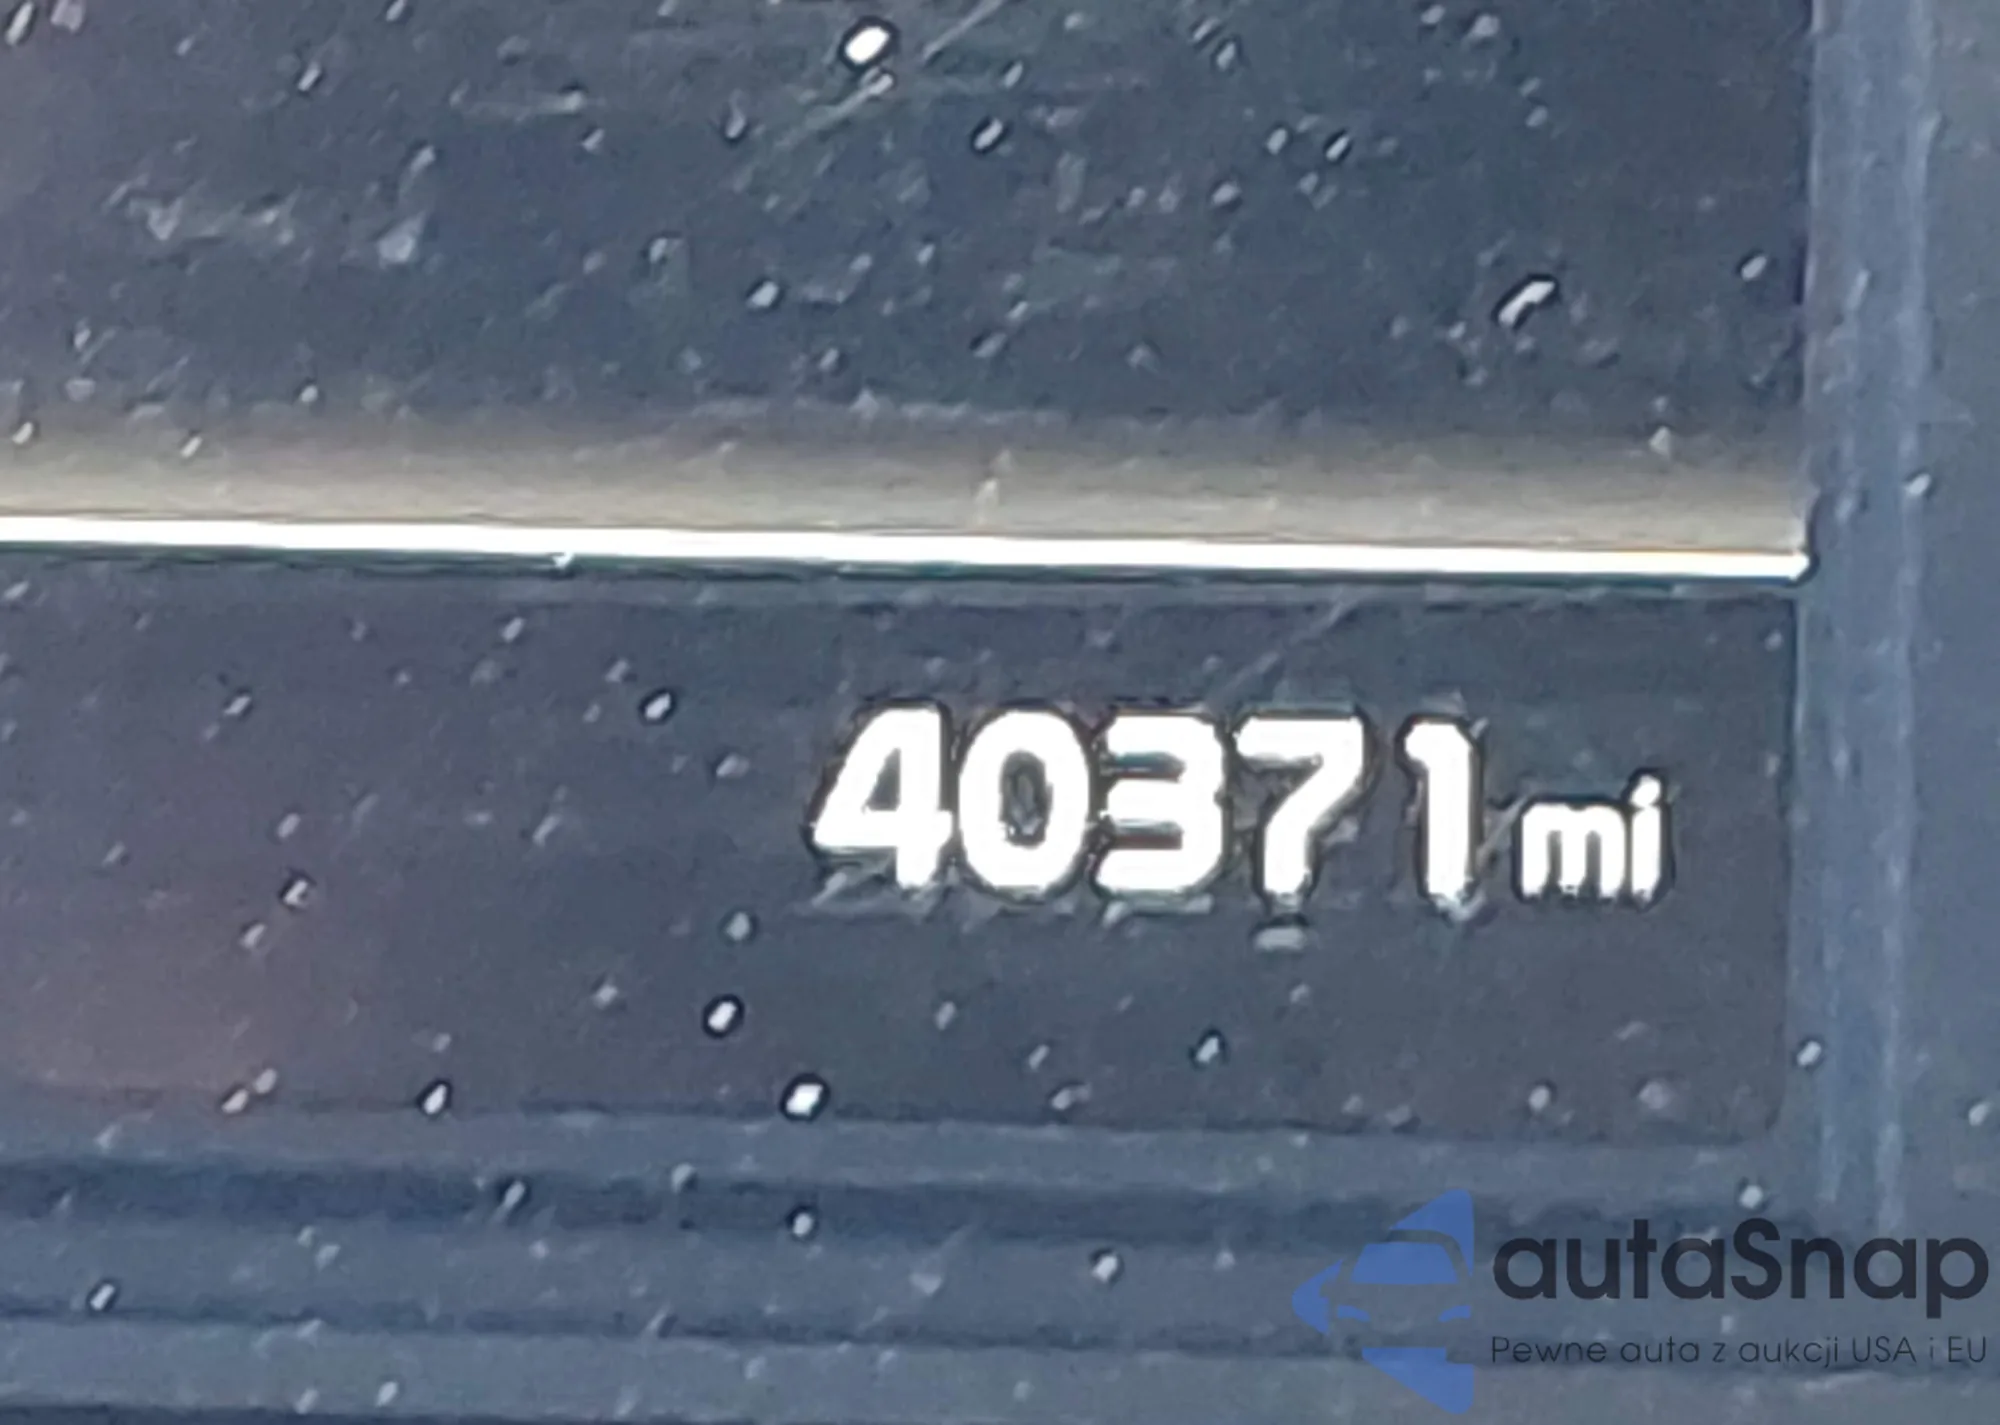 40371 mi
autaSnap
Pewne auta z aukcji USA i EU